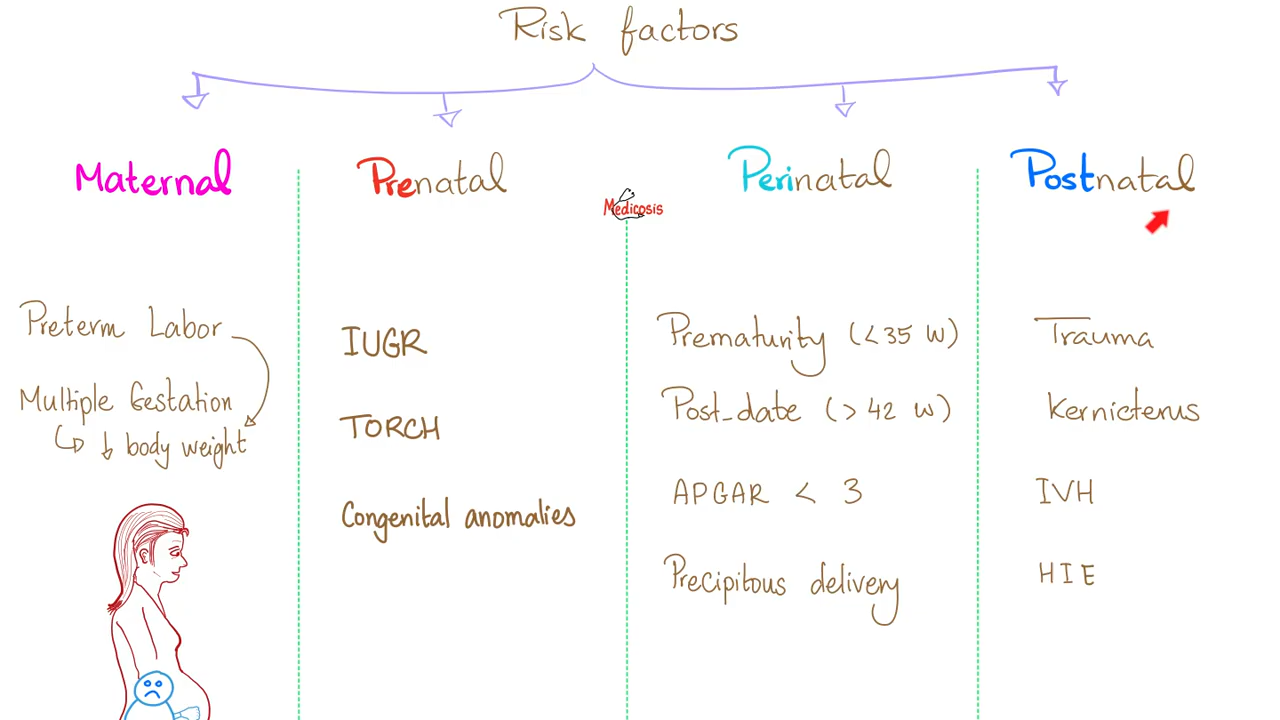 Risk factors
Maternal
Prenatal
Perinatal
Postnatal
Medicosis
Preterm Labor
Multiple Gestation
↳ ↓ body weight
IUGR
TORCH
Congenital anomalies
Prematurity (< 35 W)
Post-date (> 42 W)
APGAR < 3
Precipitous delivery
Trauma
Kernicterus
IVH
HIE